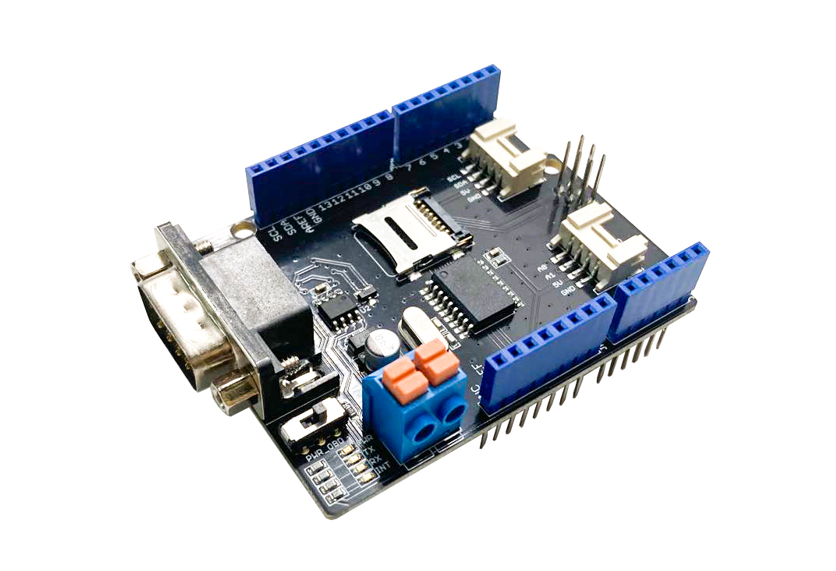 SCL
SDA
AREF
GND
13 12 11 10 9 8
7 6 5 4 3
SCL
SDA
5V
GND
A0
A1
5V
GND
U2
PWR_OBD
PWR
TX
RX
INT